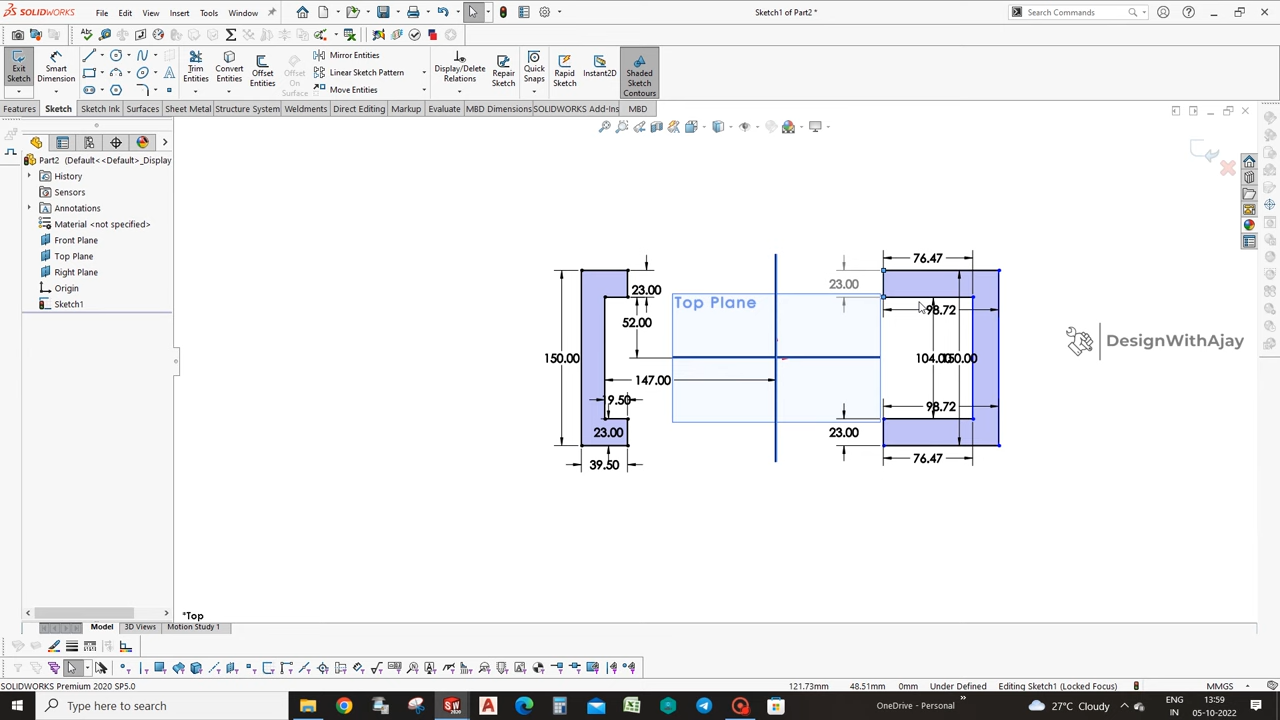 SOLIDWORKS File Edit View Insert Tools Window Sketch1 of Part2 * Search Commands
Exit Sketch
Smart Dimension
Trim Entities
Convert Entities
Offset Entities
Offset On Surface
Mirror Entities
Linear Sketch Pattern
Move Entities
Display/Delete Relations
Repair Sketch
Quick Snaps
Rapid Sketch
Instant2D
Shaded Sketch Contours
Features Sketch Sketch Ink Surfaces Sheet Metal Structure System Weldments Direct Editing Markup Evaluate MBD Dimensions SOLIDWORKS Add-Ins MBD
Part2 (Default<<Default>_Display
History
Sensors
Annotations
Material <not specified>
Front Plane
Top Plane
Right Plane
Origin
Sketch1
76.47
23.00 23.00
Top Plane
98.72
52.00
DesignWithAjay
150.00 104.00
147.00
98.72
23.00 23.00
39.50 76.47
*Top
Model 3D Views Motion Study 1
SOLIDWORKS Premium 2020 SP5.0 121.73mm 48.51mm 0mm Under Defined Editing Sketch1 (Locked Focus) MMGS
Type here to search OneDrive - Personal 27°C Cloudy ENG IN 13:59 05-10-2022